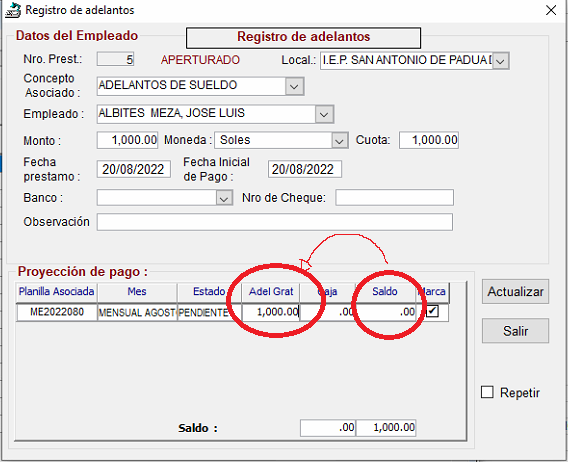 Registro de adelantos
Datos del Empleado
Registro de adelantos
Nro. Prest.: 5 APERTURADO Local.: I.E.P. SAN ANTONIO DE PADUA
Concepto Asociado : ADELANTOS DE SUELDO
Empleado : ALBITES MEZA, JOSE LUIS
Monto : 1,000.00 Moneda : Soles Cuota: 1,000.00
Fecha prestamo : 20/08/2022 Fecha Inicial de Pago : 20/08/2022
Banco : Nro de Cheque:
Observación
Proyección de pago :
Planilla Asociada Mes Estado Adel Grat Caja Saldo Marca
ME2022080 MENSUAL AGOST PENDIENTE 1,000.00 .00 .00
Saldo : .00 1,000.00
Actualizar
Salir
Repetir